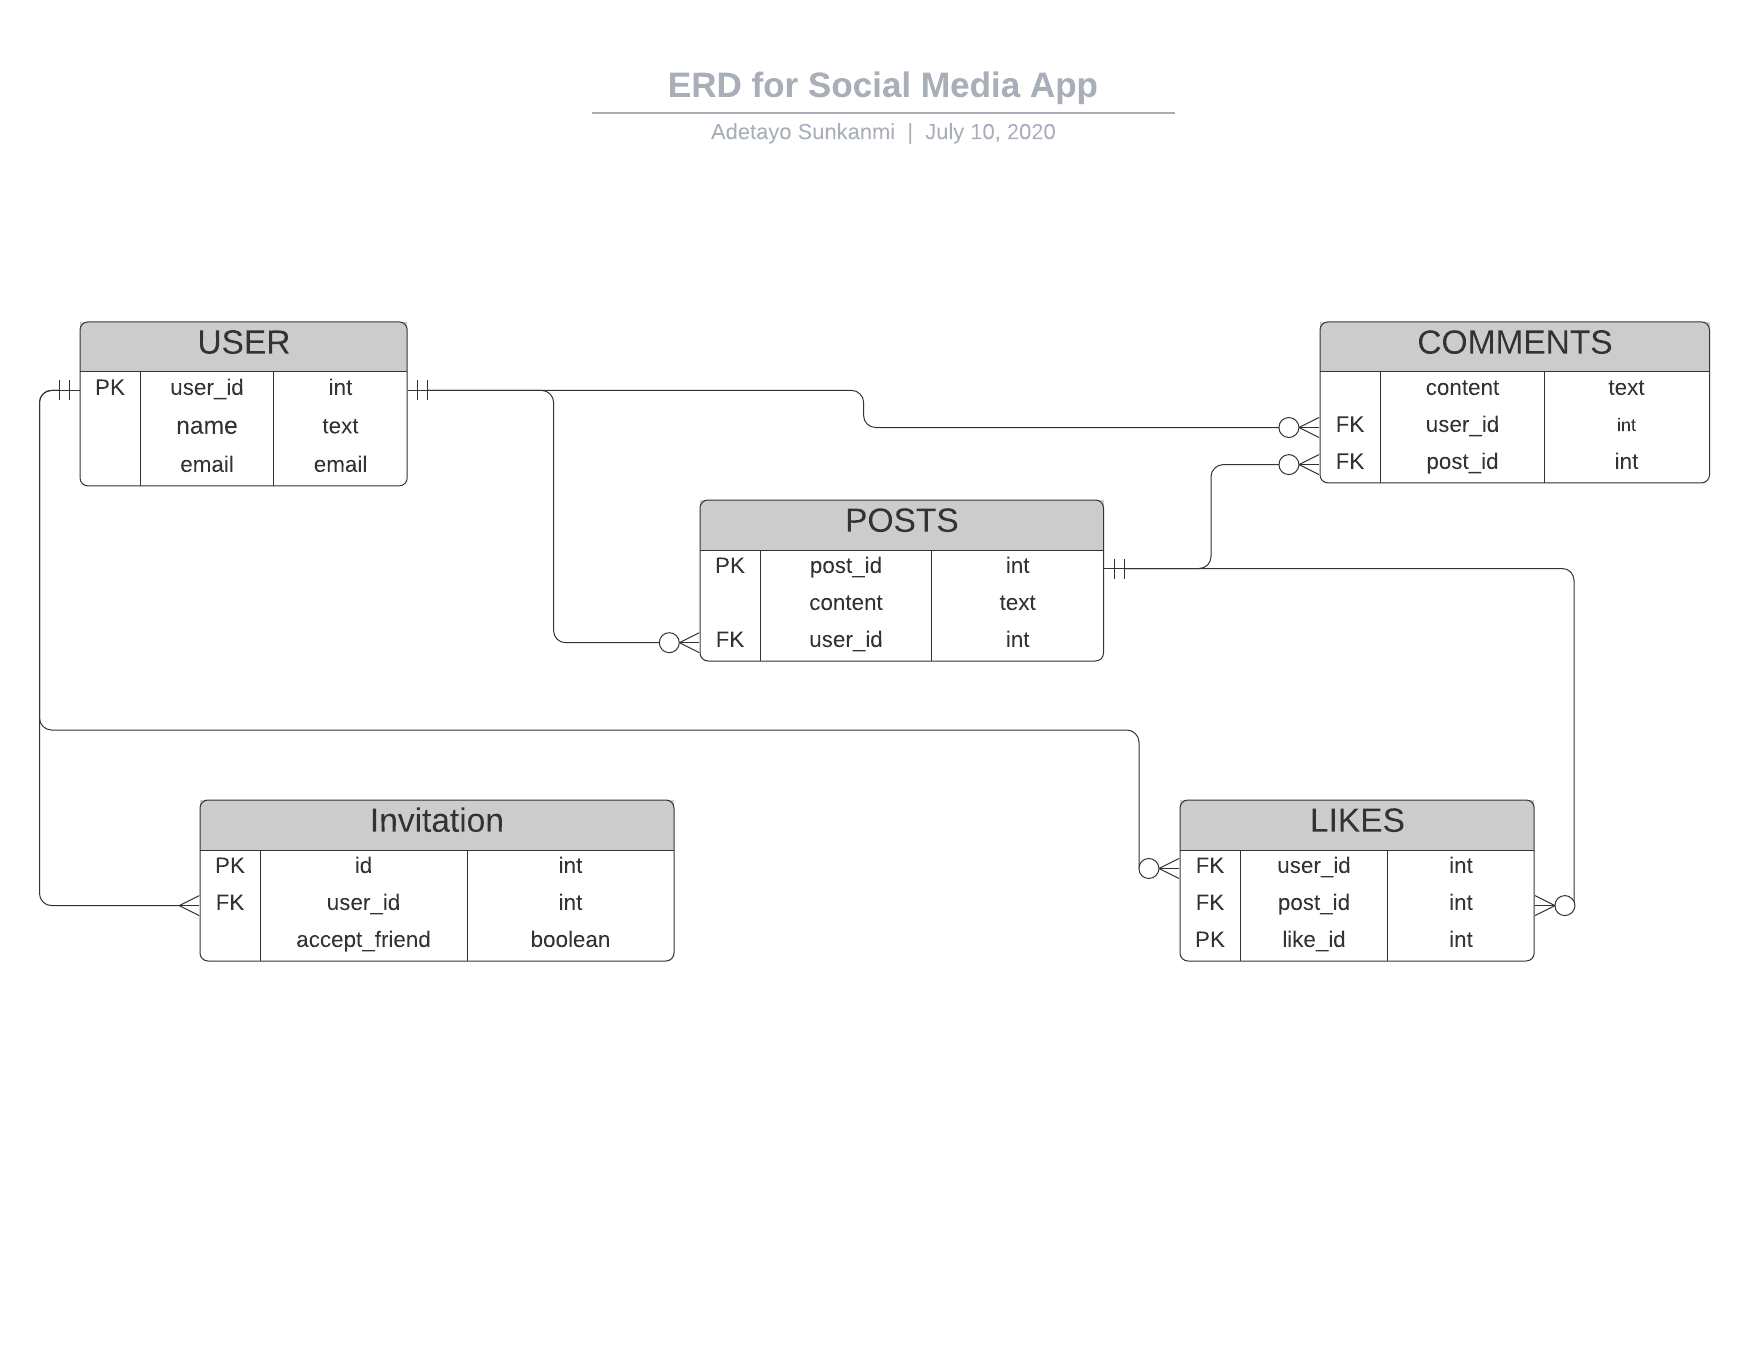 ERD for Social Media App
Adetayo Sunkanmi | July 10, 2020
USER
PK user_id int
name text
email email
COMMENTS
content text
FK user_id int
FK post_id int
POSTS
PK post_id int
content text
FK user_id int
Invitation
PK id int
FK user_id int
accept_friend boolean
LIKES
FK user_id int
FK post_id int
PK like_id int